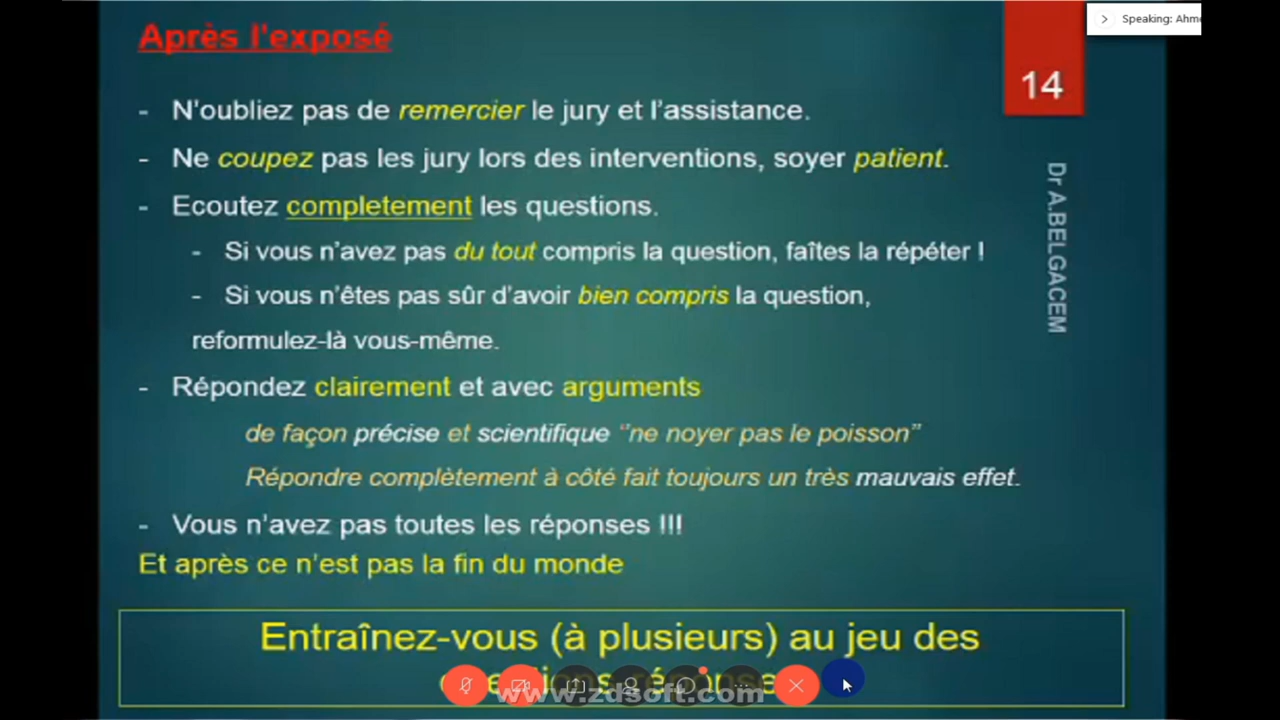 Après l'exposé
Speaking: Ahm
14
- N'oubliez pas de remercier le jury et l'assistance.
- Ne coupez pas les jury lors des interventions, soyer patient.
- Ecoutez completement les questions.
- Si vous n'avez pas du tout compris la question, faîtes la répéter !
- Si vous n'êtes pas sûr d'avoir bien compris la question,
reformulez-là vous-même.
- Répondez clairement et avec arguments
de façon précise et scientifique ''ne noyer pas le poisson''
Répondre complètement à côté fait toujours un très mauvais effet.
- Vous n'avez pas toutes les réponses !!!
Et après ce n'est pas la fin du monde
Entraînez-vous (à plusieurs) au jeu des
www.zdsoft.com
Dr A.BELGACEM